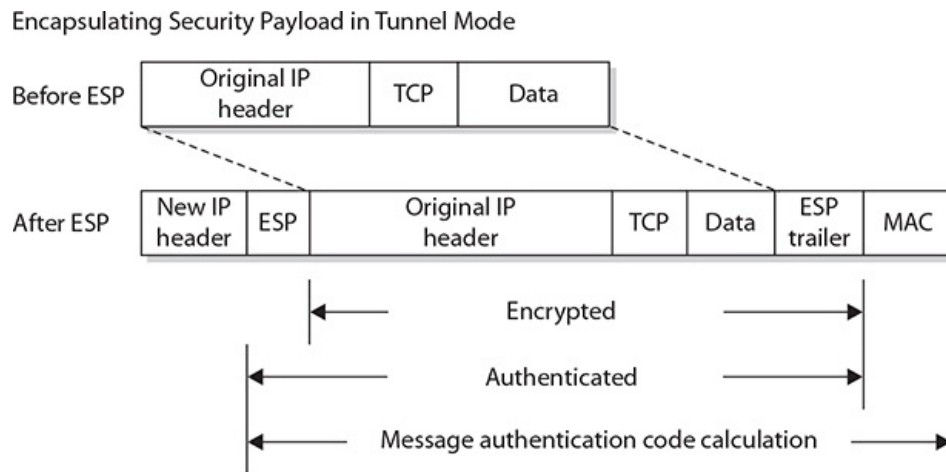 Encapsulating Security Payload in Tunnel Mode
Before ESP
Original IP
header
TCP
Data
After ESP
New IP
header
ESP
Original IP
header
TCP
Data
ESP
trailer
MAC
Encrypted
Authenticated
Message authentication code calculation